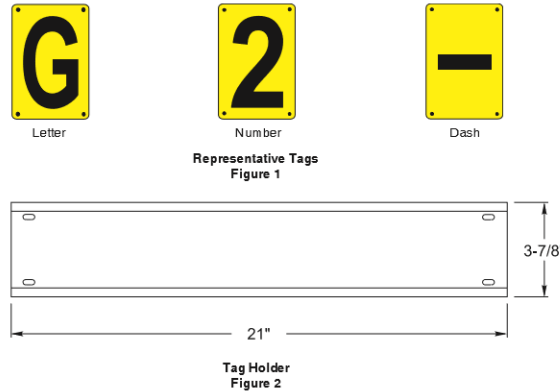 G 2 -
Letter Number Dash
Representative Tags
Figure 1
3-7/8
21"
Tag Holder
Figure 2